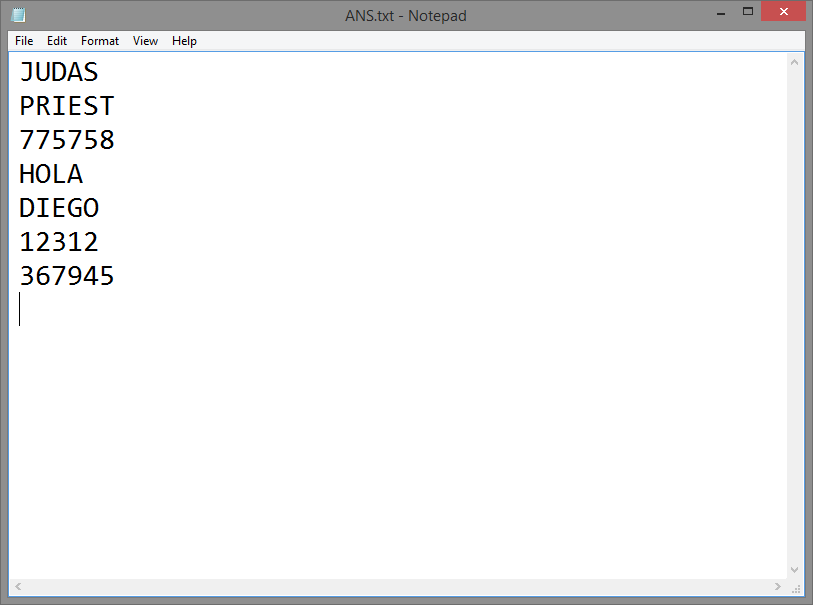 ANS.txt - Notepad
File Edit Format View Help
JUDAS
PRIEST
775758
HOLA
DIEGO
12312
367945